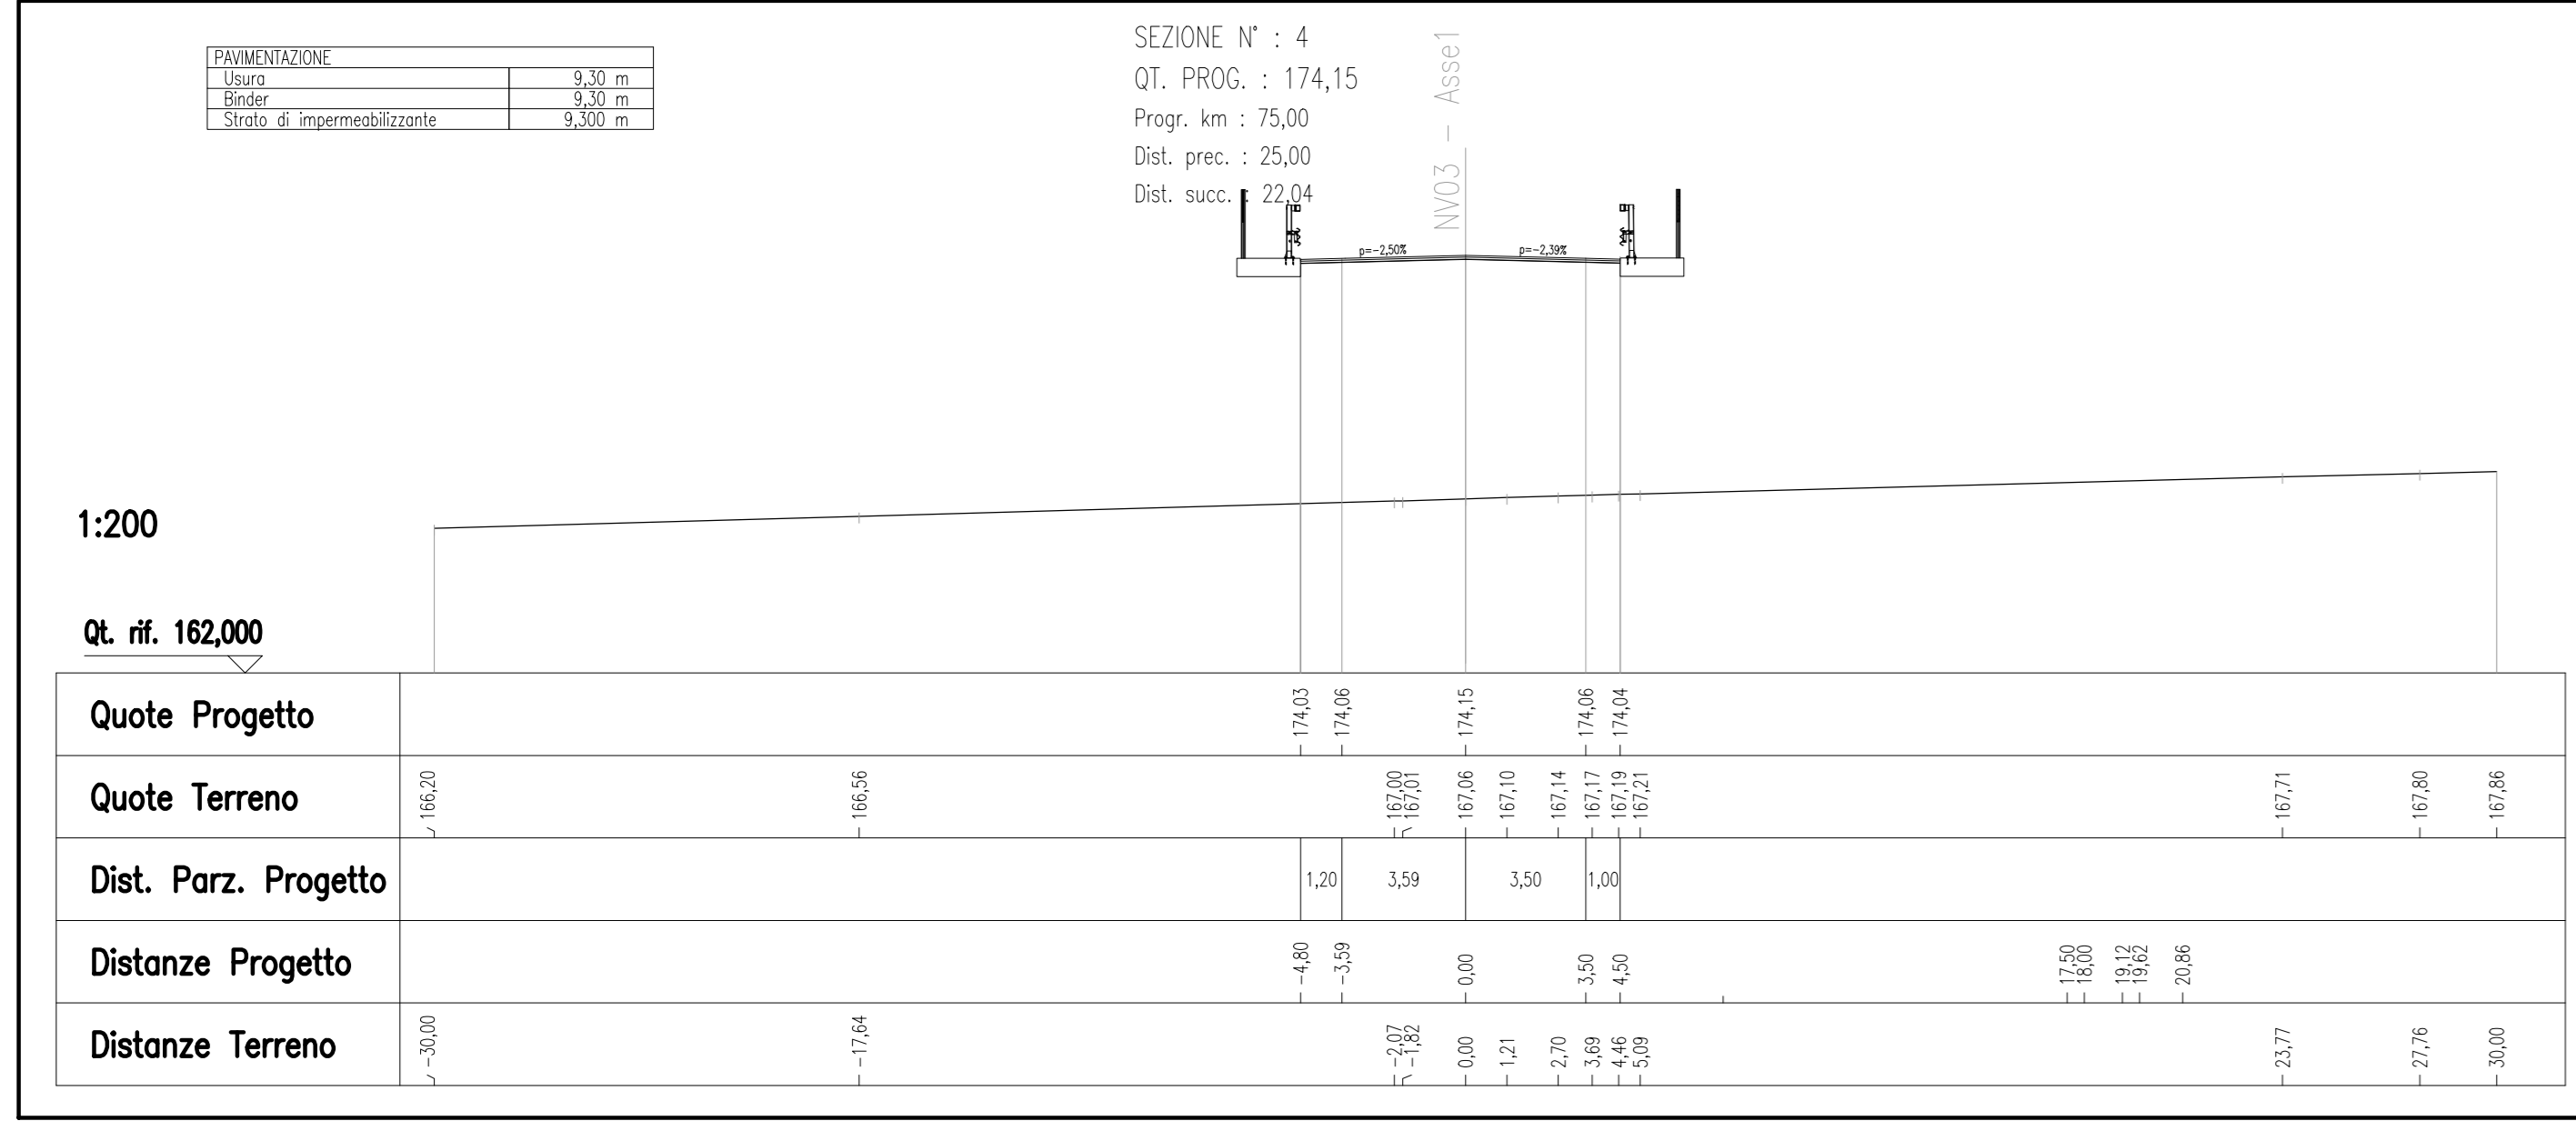 PAVIMENTAZIONE
Usura 9,30 m
Binder 9,30 m
Strato di impermeabilizzante 9,300 m
SEZIONE N° : 4
QT. PROG. : 174,15
Progr. km : 75,00
Dist. prec. : 25,00
Dist. succ. : 22,04
NV03 - Asse1
p=-2,50% p=-2,39%
1:200
Qt. rif. 162,000
Quote Progetto 174,03 174,06 174,15 174,06 174,04
Quote Terreno 166,20 166,56 167,00 167,01 167,06 167,10 167,14 167,17 167,19 167,21 167,71 167,80 167,86
Dist. Parz. Progetto 1,20 3,59 3,50 1,00
Distanze Progetto -4,80 -3,59 0,00 3,50 4,50 17,50 18,00 19,12 19,62 20,86
Distanze Terreno -30,00 -17,64 -2,07 -1,82 0,00 1,21 2,70 3,69 4,46 5,09 23,77 27,76 30,00